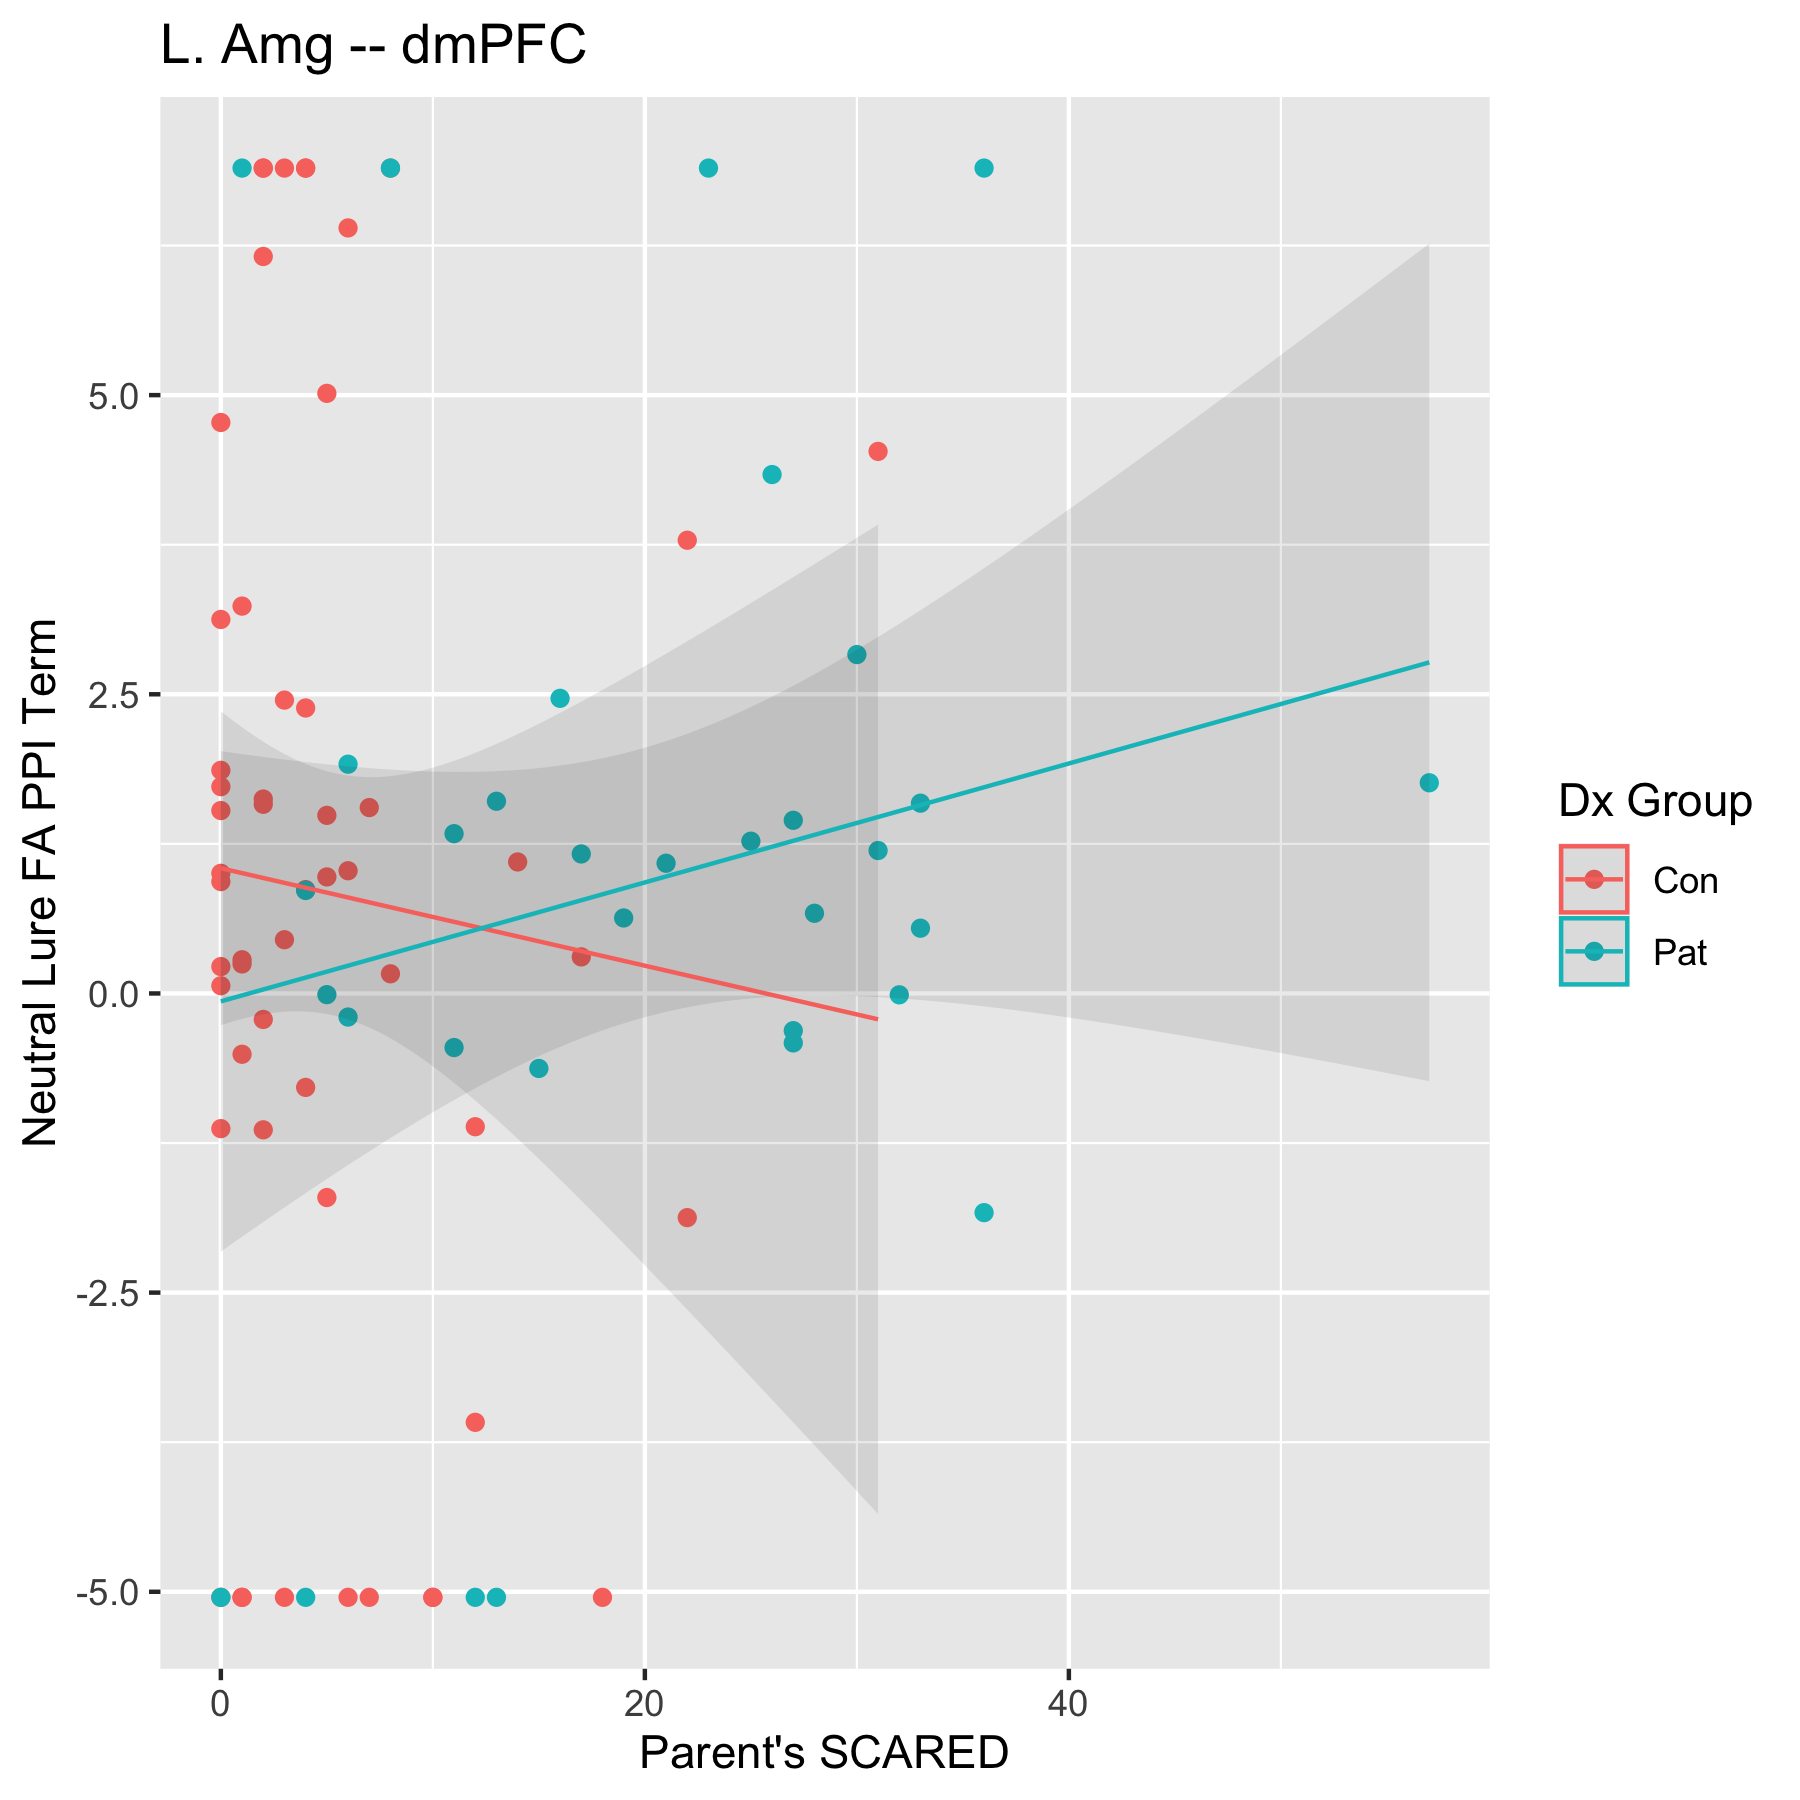 L. Amg -- dmPFC
Neutral Lure FA PPI Term
5.0
2.5
0.0
-2.5
-5.0
0 20 40
Parent's SCARED
Dx Group
Con
Pat